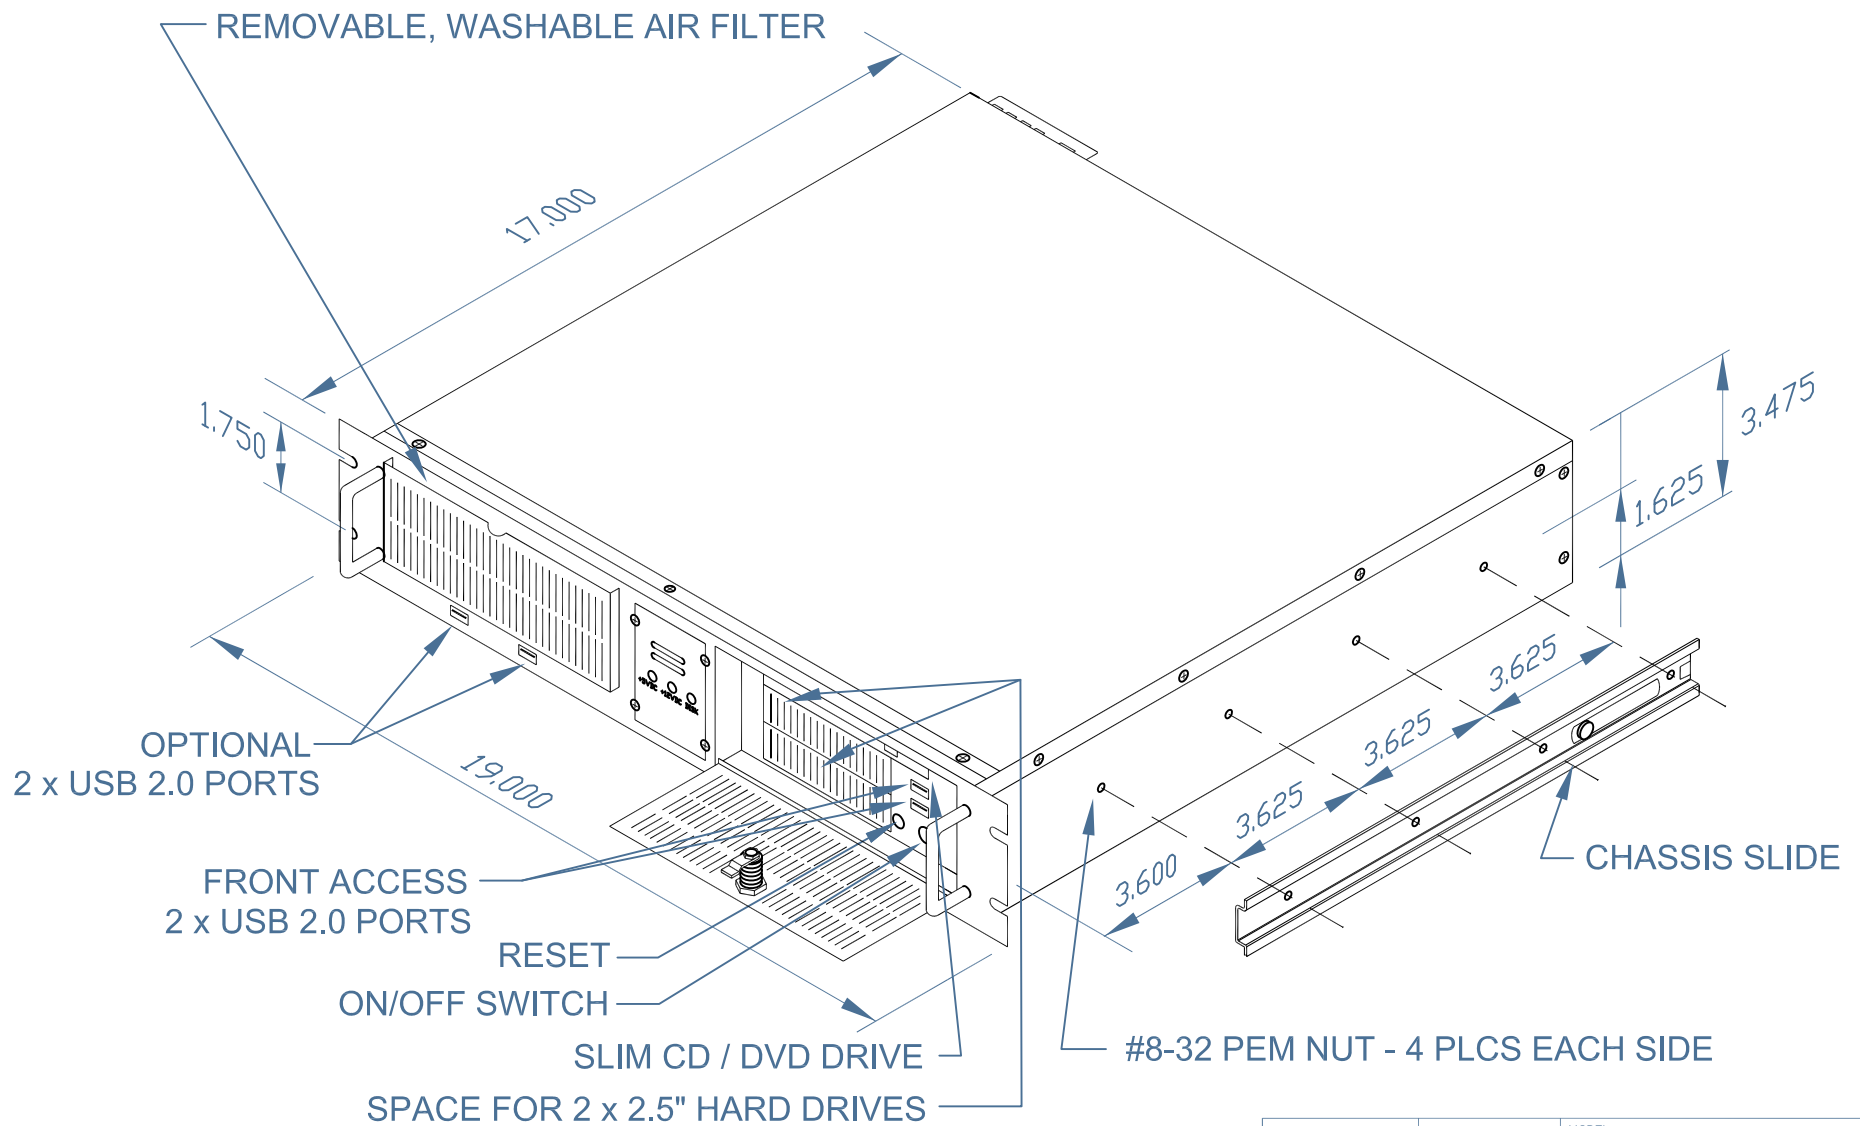 REMOVABLE, WASHABLE AIR FILTER
17.000
1.750
3.475
1.625
3.625
3.625
3.625
3.600
19.000
+5VDC +12VDC DISK
OPTIONAL
2 x USB 2.0 PORTS
FRONT ACCESS
2 x USB 2.0 PORTS
RESET
ON/OFF SWITCH
SLIM CD / DVD DRIVE
SPACE FOR 2 x 2.5" HARD DRIVES
CHASSIS SLIDE
#8-32 PEM NUT - 4 PLCS EACH SIDE